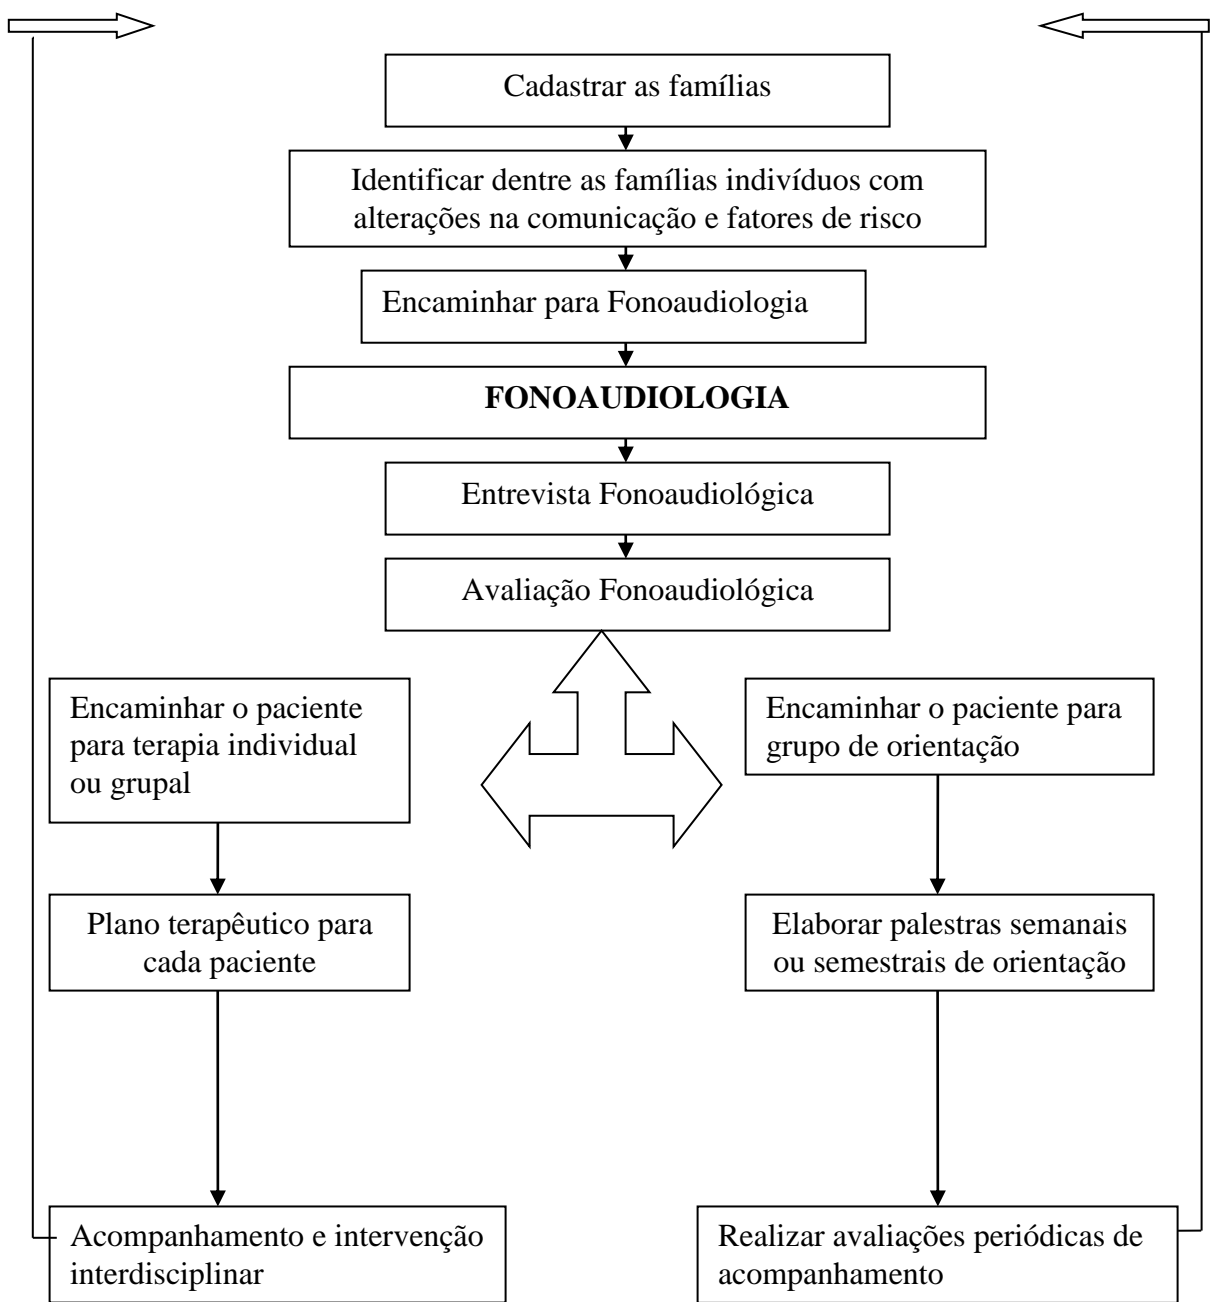 Cadastrar as famílias
Identificar dentre as famílias indivíduos com
alterações na comunicação e fatores de risco
Encaminhar para Fonoaudiologia
FONOAUDIOLOGIA
Entrevista Fonoaudiológica
Avaliação Fonoaudiológica
Encaminhar o paciente
para terapia individual
ou grupal
Encaminhar o paciente para
grupo de orientação
Plano terapêutico para
cada paciente
Elaborar palestras semanais
ou semestrais de orientação
Acompanhamento e intervenção
interdisciplinar
Realizar avaliações periódicas de
acompanhamento